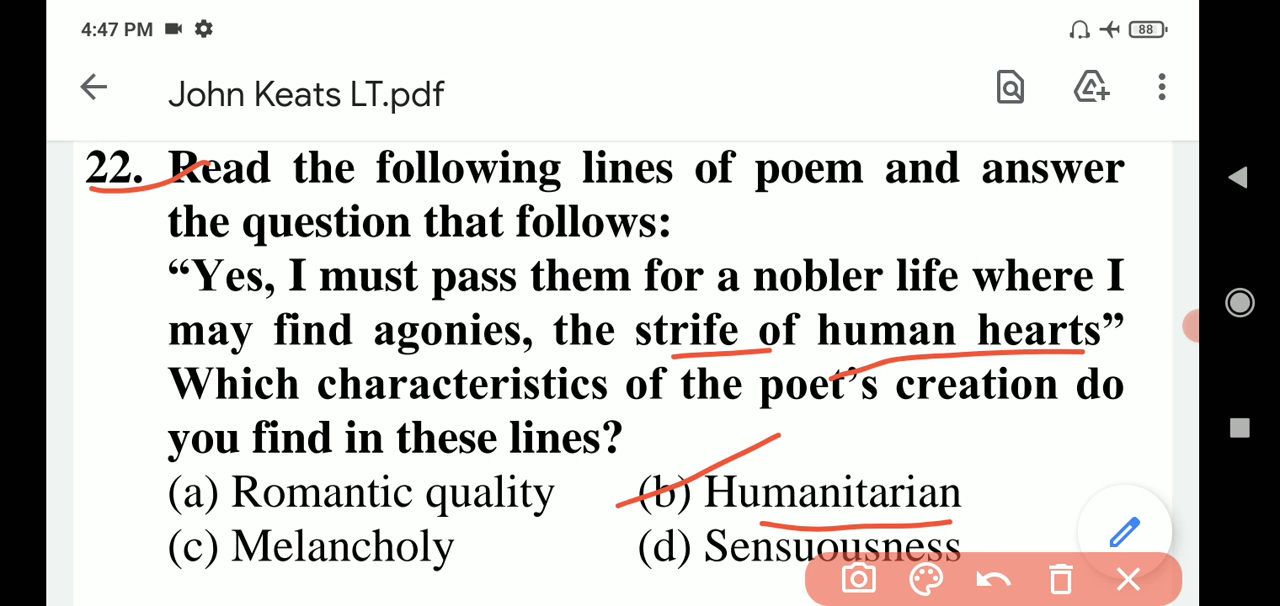 4:47 PM
88
John Keats LT.pdf
22. Read the following lines of poem and answer
the question that follows:
“Yes, I must pass them for a nobler life where I
may find agonies, the strife of human hearts”
Which characteristics of the poet’s creation do
you find in these lines?
(a) Romantic quality (b) Humanitarian
(c) Melancholy (d) Sensuousness